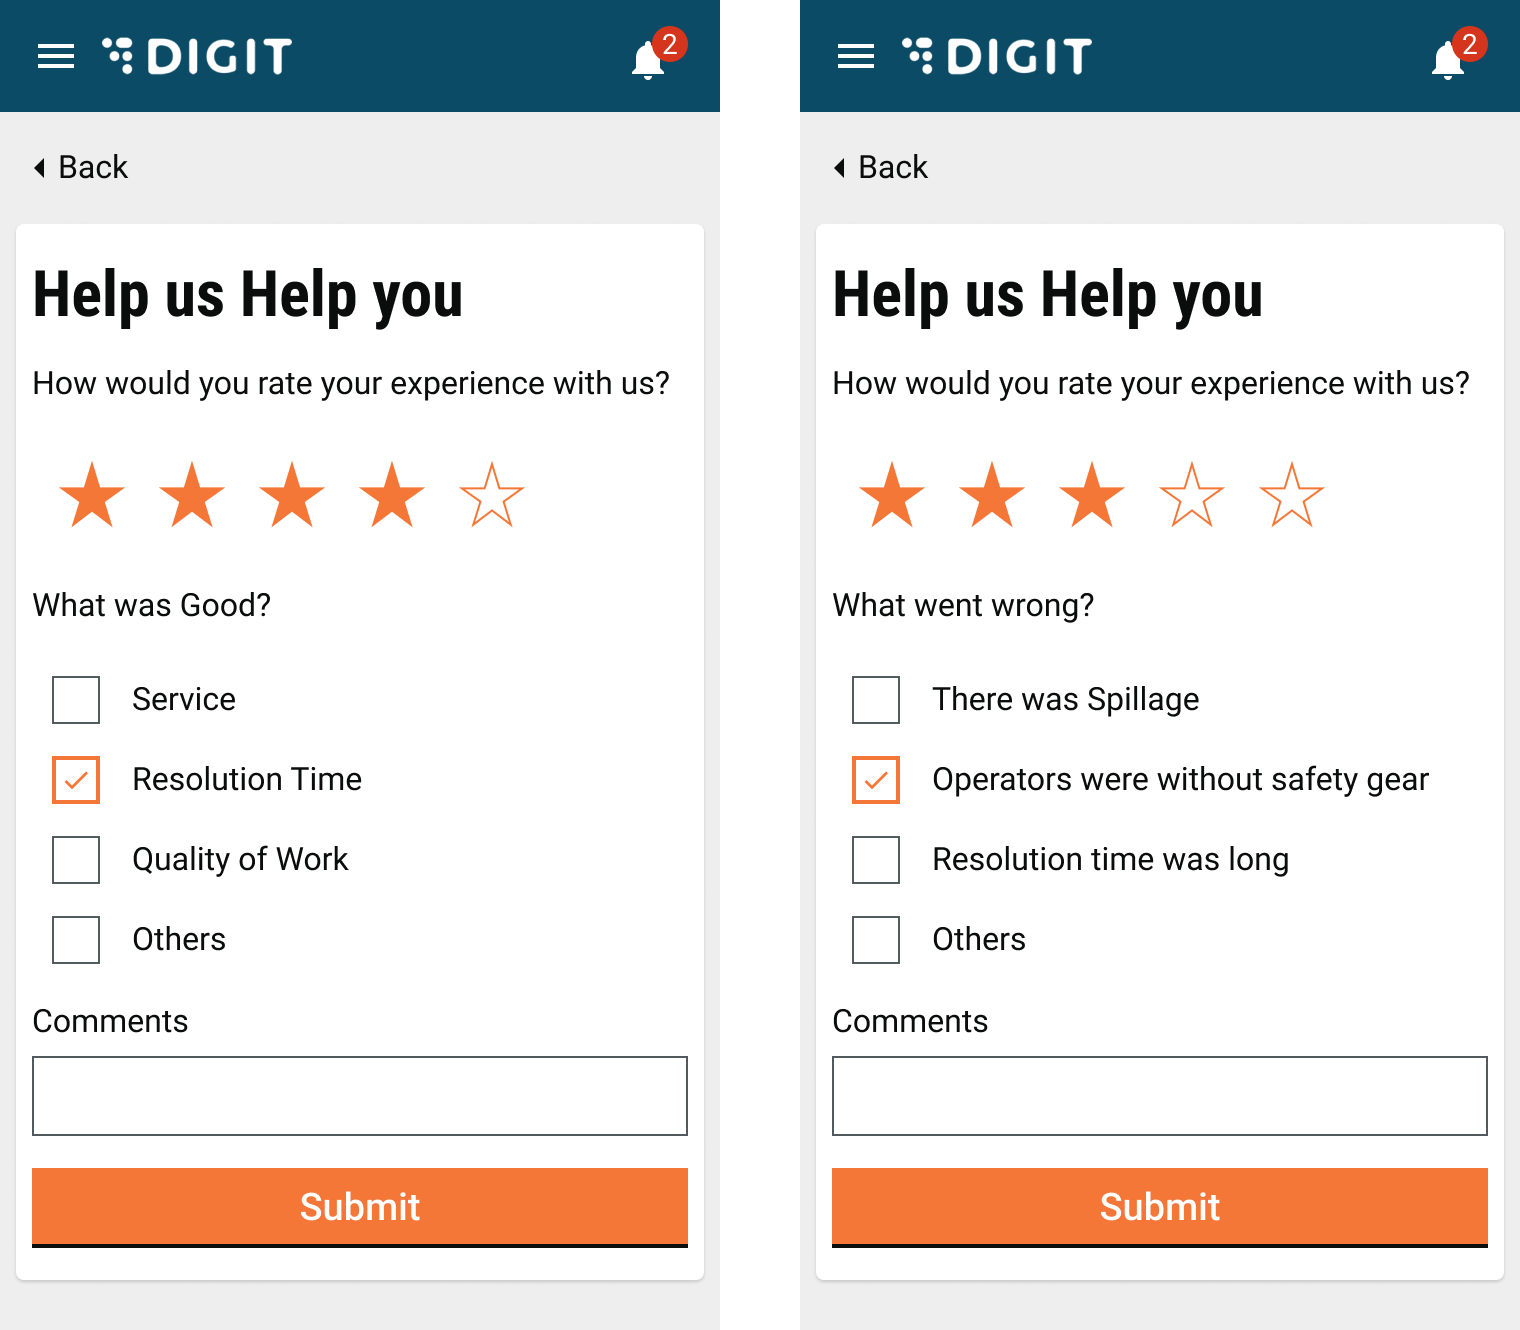 DIGIT
2
Back
Help us Help you
How would you rate your experience with us?
What was Good?
Service
Resolution Time
Quality of Work
Others
Comments
Submit
DIGIT
2
Back
Help us Help you
How would you rate your experience with us?
What went wrong?
There was Spillage
Operators were without safety gear
Resolution time was long
Others
Comments
Submit